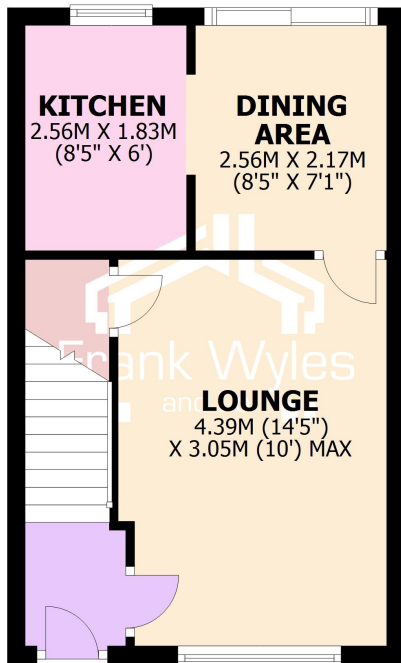 KITCHEN
2.56M X 1.83M
(8'5" X 6')
DINING
AREA
2.56M X 2.17M
(8'5" X 7'1")
Frank Wyles
and
LOUNGE
4.39M (14'5")
X 3.05M (10') MAX